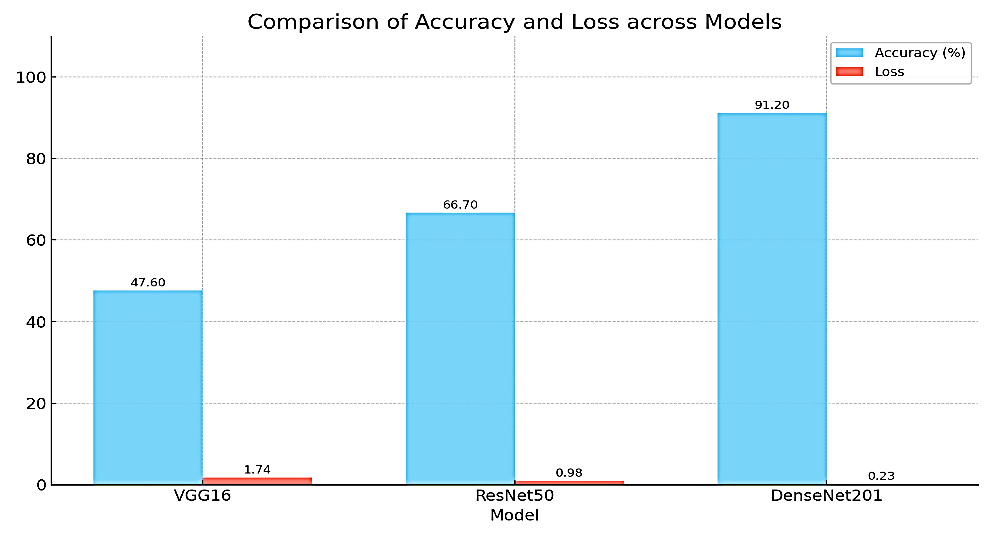 Comparison of Accuracy and Loss across Models
Accuracy (%)
Loss
100
80
60
40
20
0
47.60
1.74
66.70
0.98
91.20
0.23
VGG16
ResNet50
DenseNet201
Model